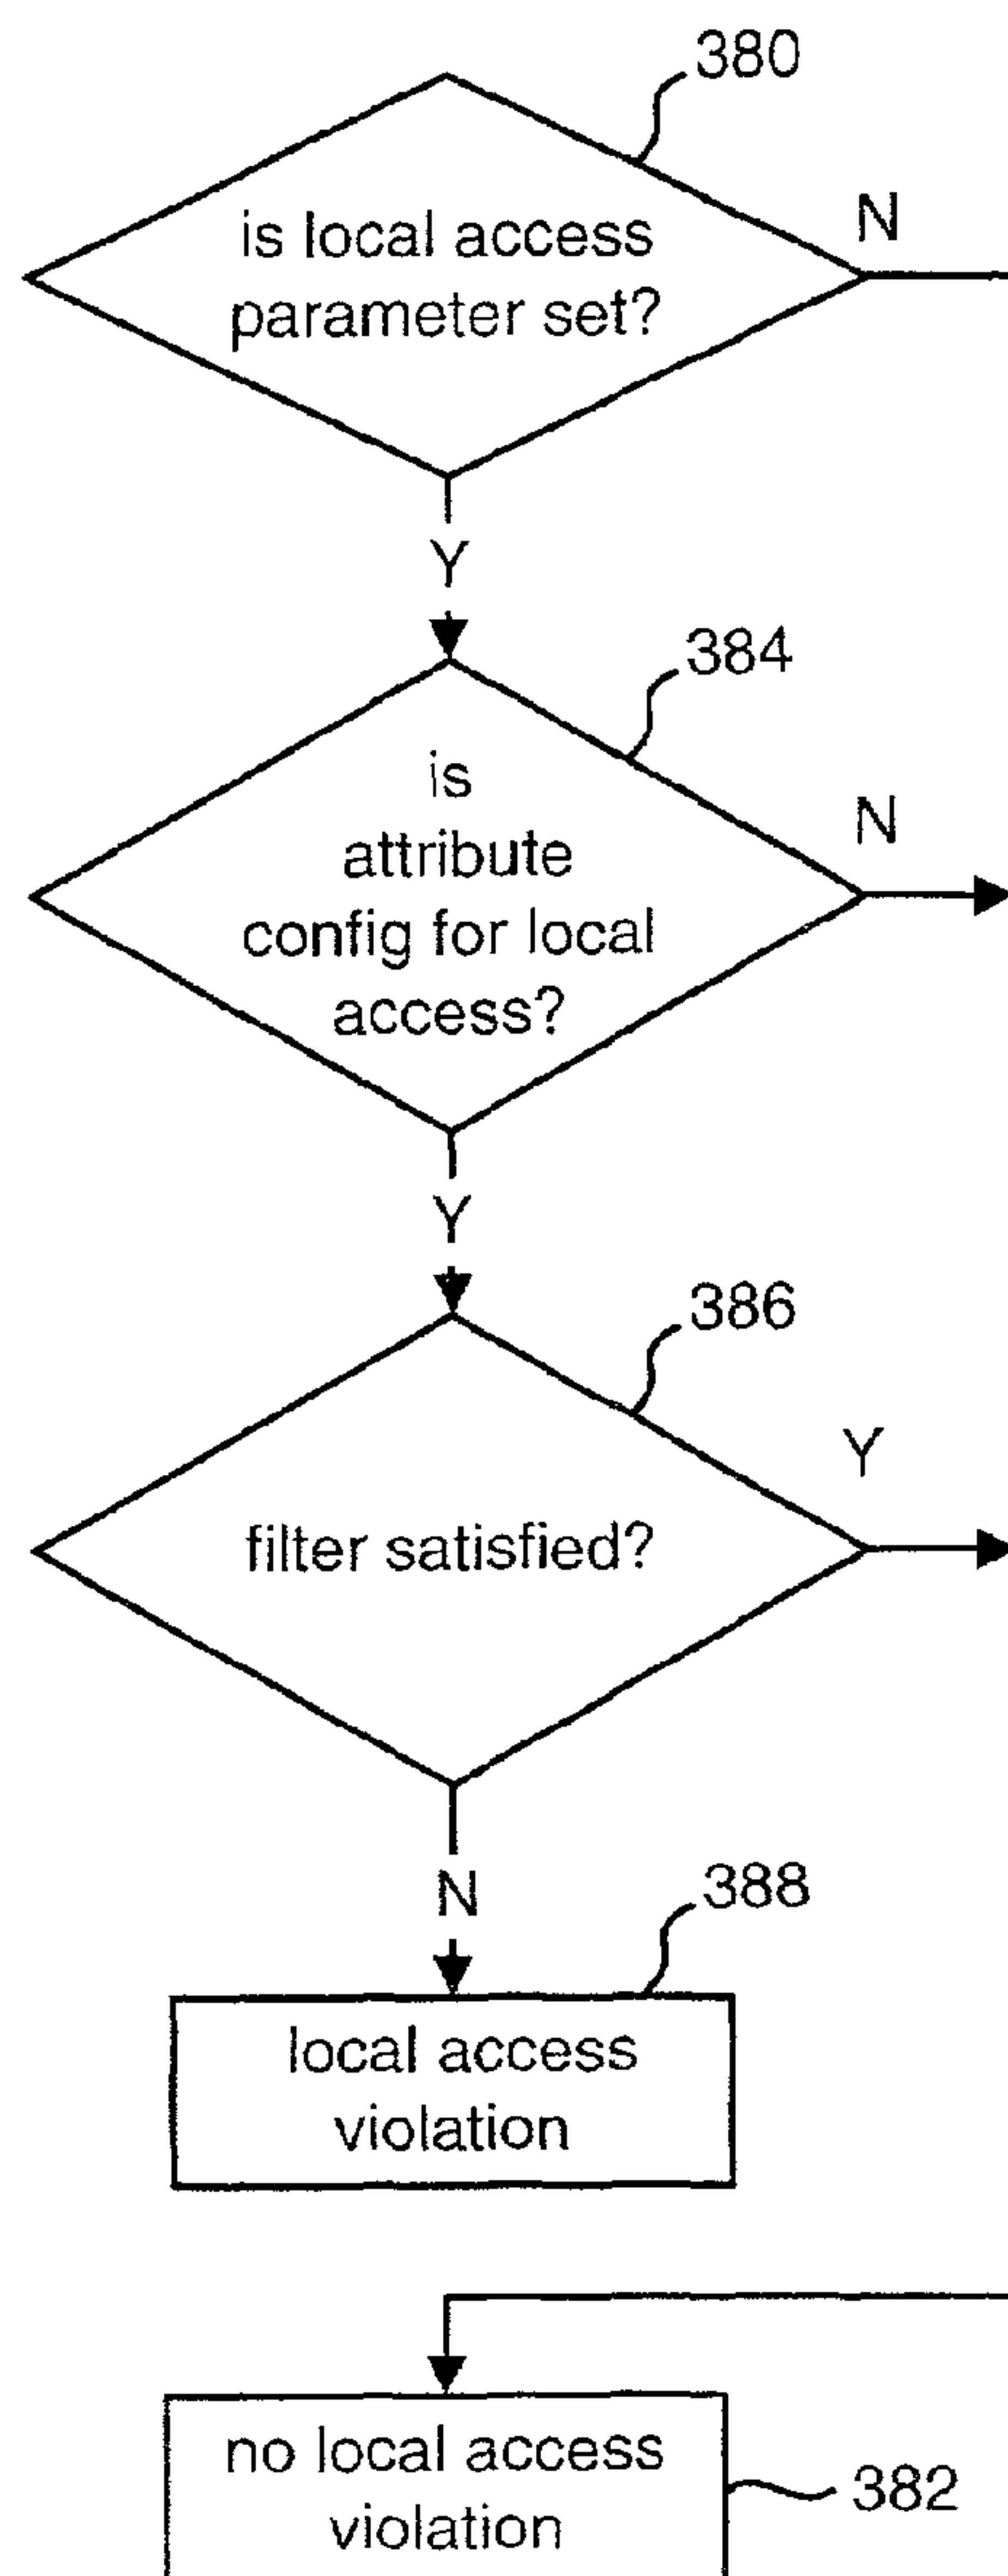 380
is local access
parameter set?
N
Y
384
is
attribute
config for local
access?
N
Y
386
filter satisfied?
Y
N
388
local access
violation
no local access
violation
382